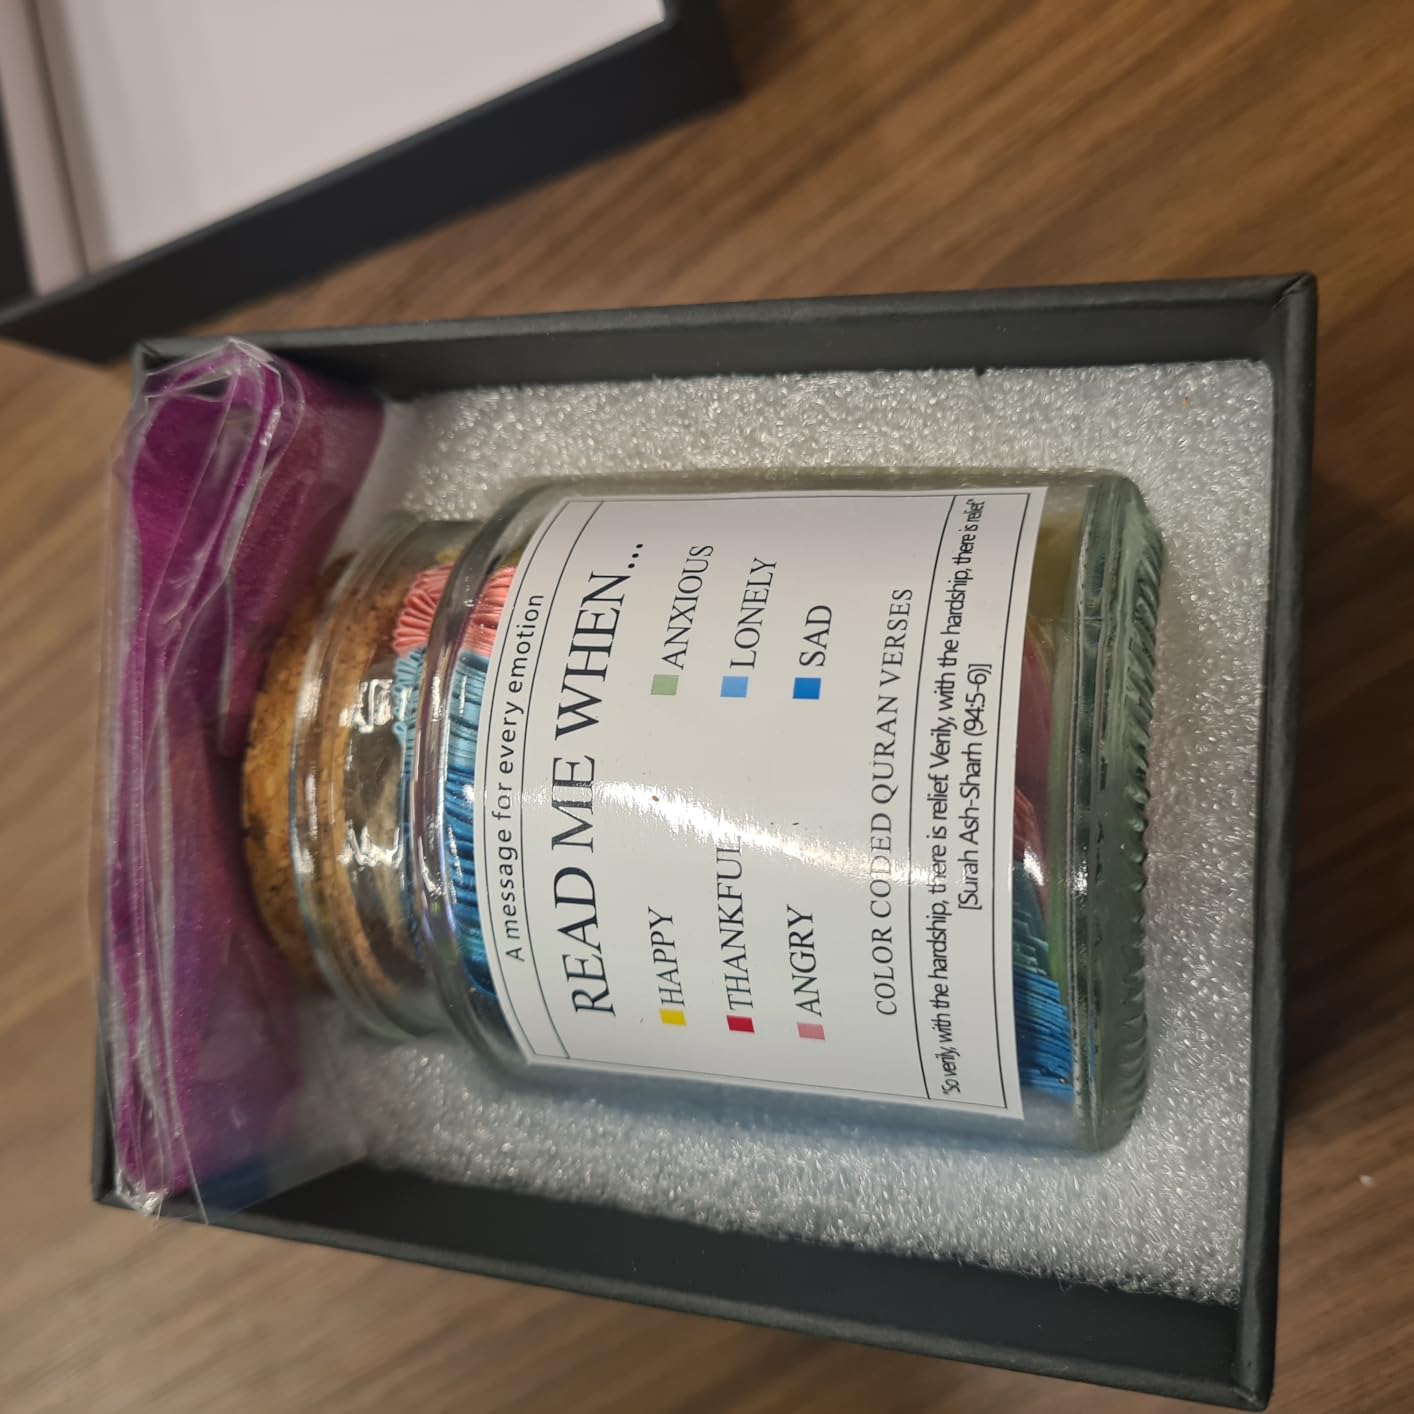 A message for every emotion
READ ME WHEN...
HAPPY ANXIOUS
THANKFUL LONELY
ANGRY SAD
COLOR CODED QURAN VERSES
"So verily, with the hardship, there is relief. Verily, with the hardship, there is relief"
[Surah Ash-Sharh (94:5-6)]